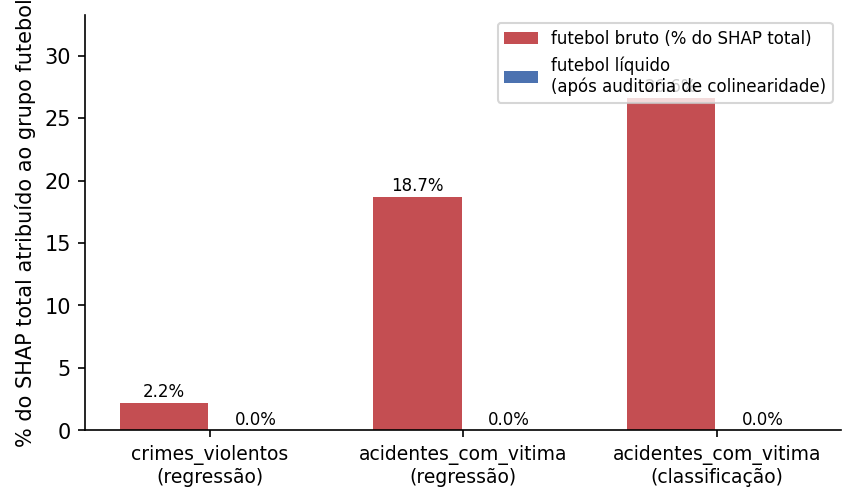 % do SHAP total atribuído ao grupo futebol
futebol bruto (% do SHAP total)
futebol líquido
(após auditoria de colinearidade)
30
25
20
15
10
5
0
18.7%
2.2%
0.0%
0.0%
0.0%
crimes_violentos
(regressão)
acidentes_com_vitima
(regressão)
acidentes_com_vitima
(classificação)